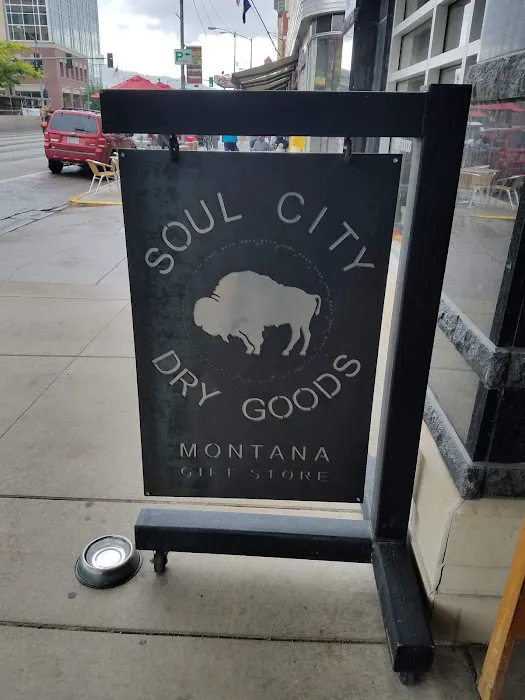 SOUL CITY
DRY GOODS
MONTANA
GIFT STORE